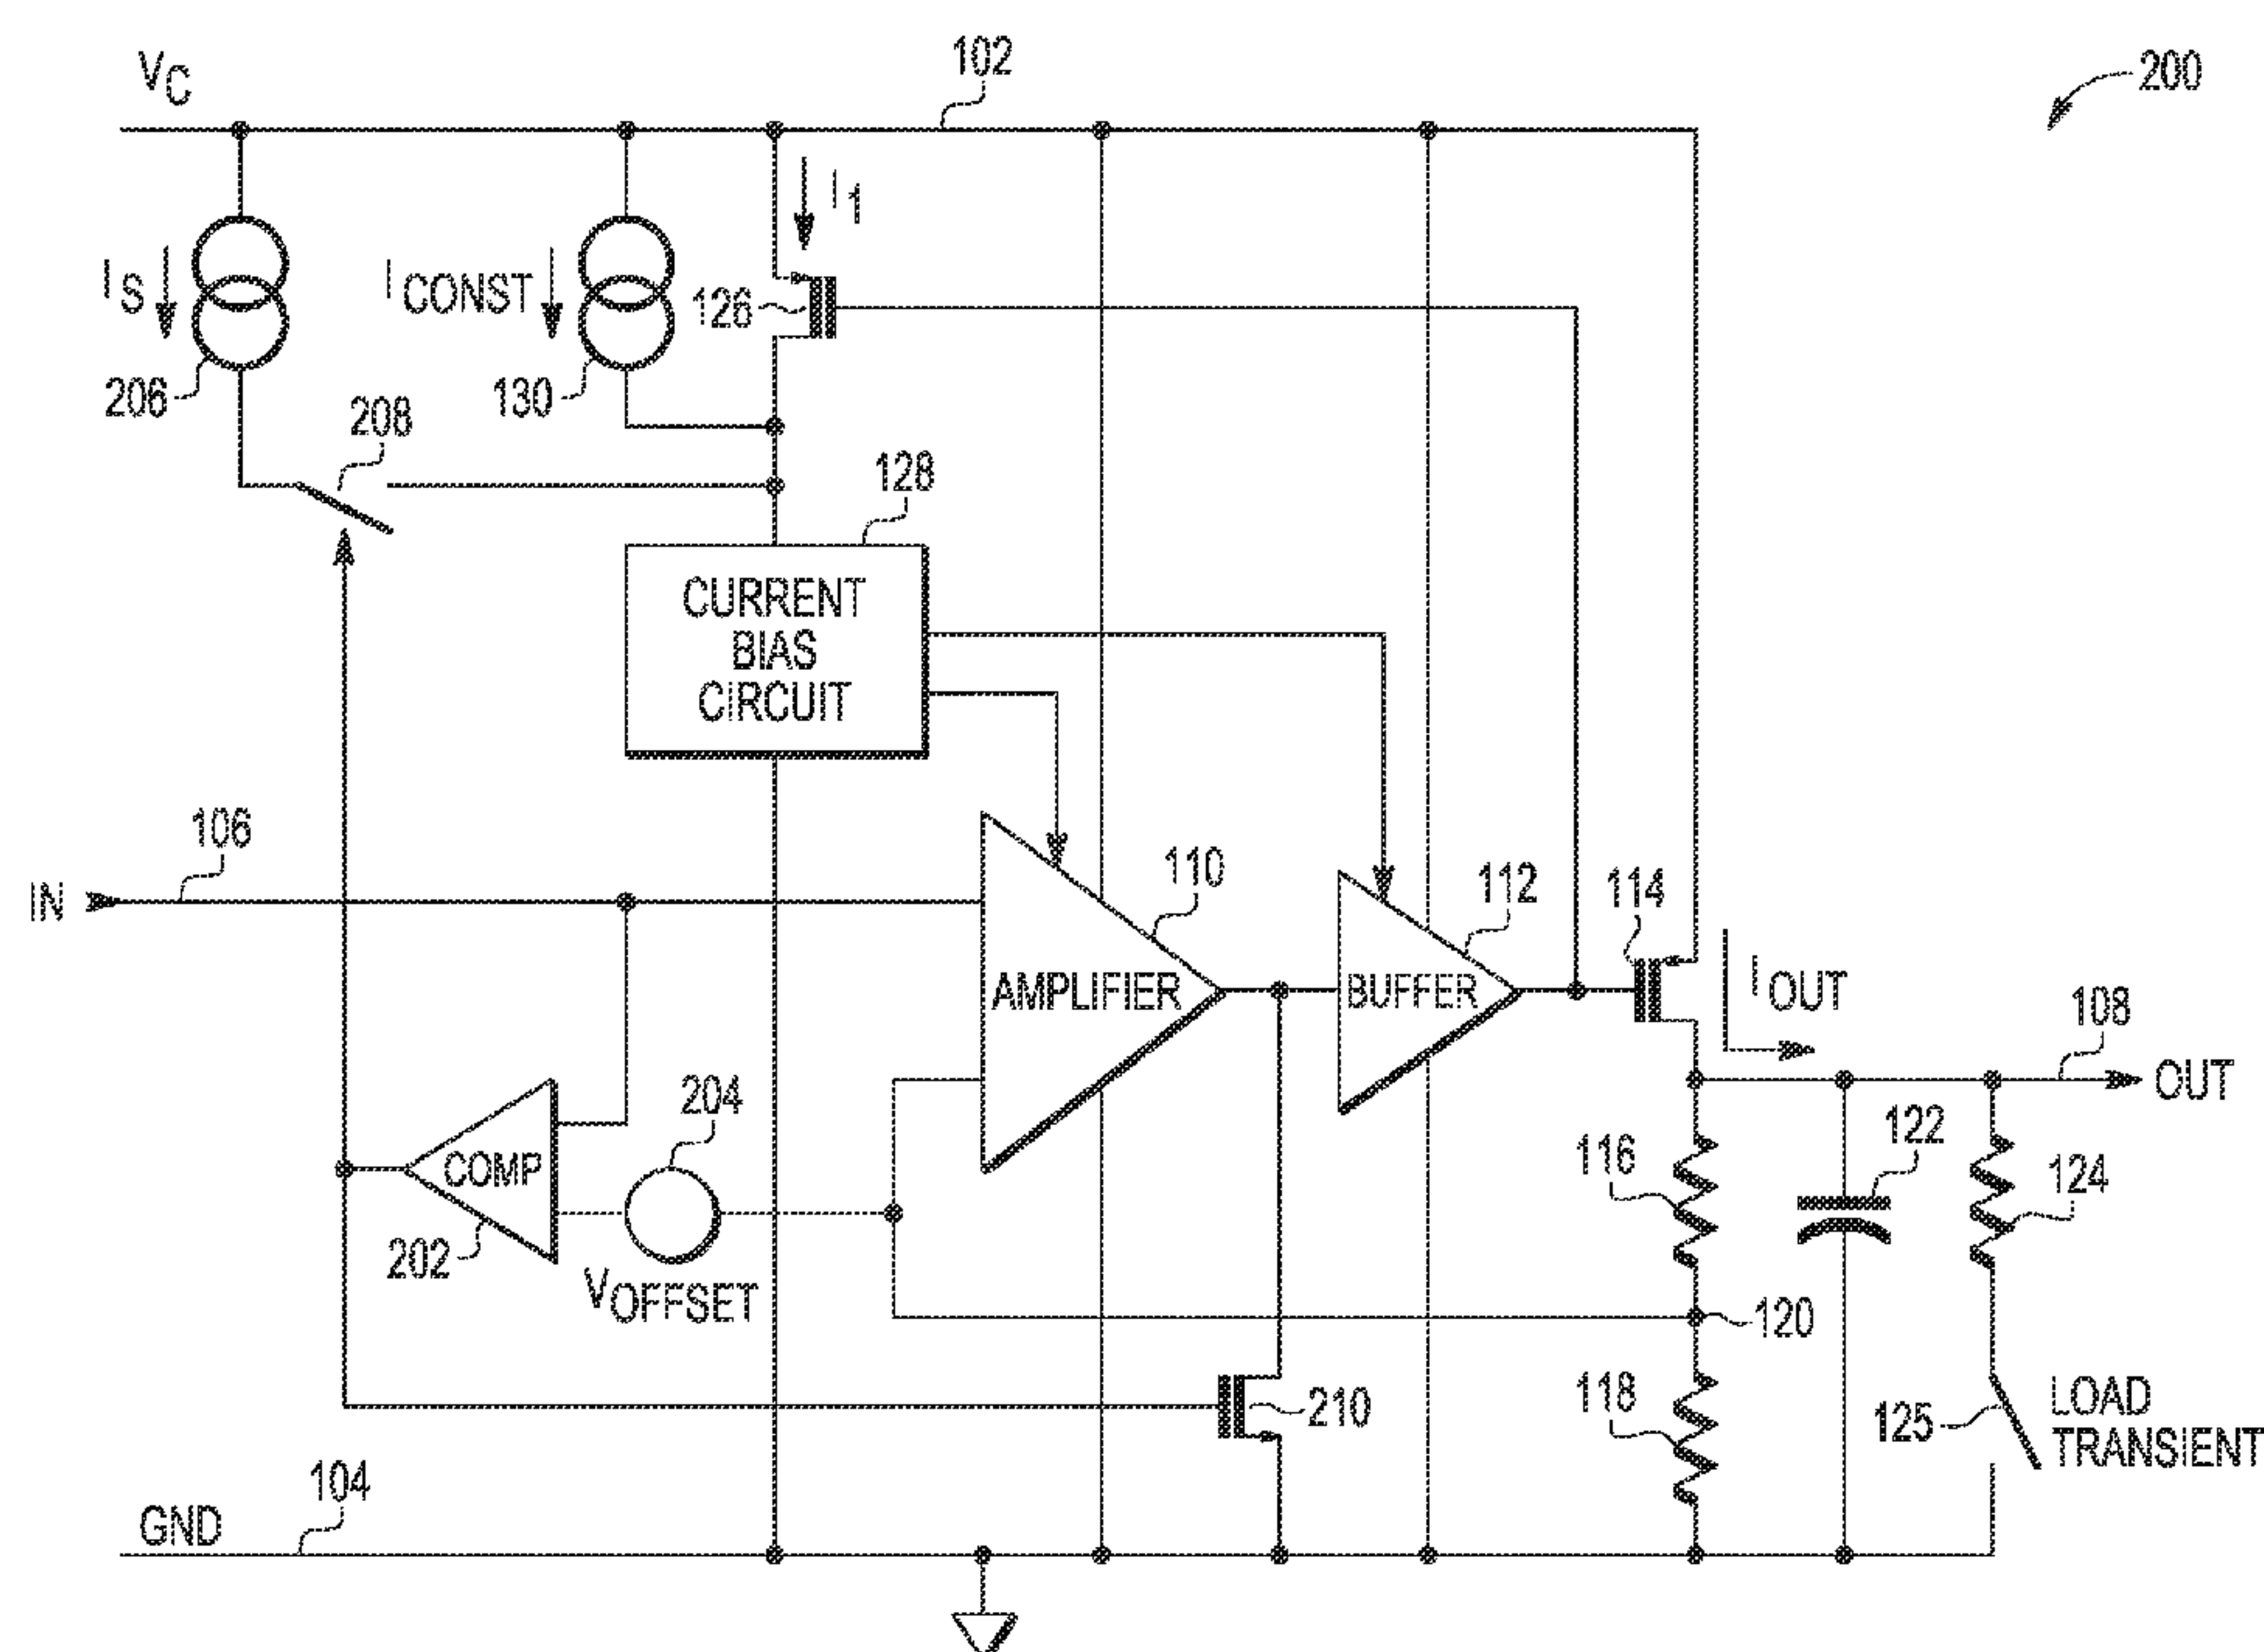 102
200
VC
I1
IS
ICONST
126
206
130
208
128
CURRENT
BIAS
CIRCUIT
106
110
112
114
IN
AMPLIFIER
BUFFER
IOUT
108
OUT
204
122
COMP
116
124
202
VOFFSET
120
118
210
125
LOAD
TRANSIENT
104
GND